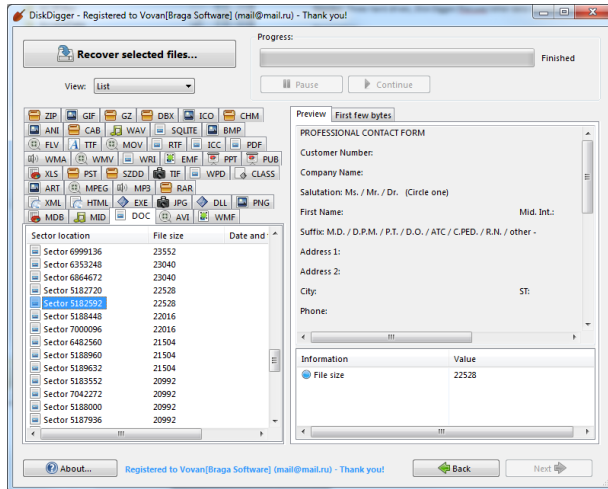 DiskDigger - Registered to Vovan[Braga Software] (mail@mail.ru) - Thank you!
Recover selected files...
Progress:
Finished
View: List
Pause Continue
ZIP GIF GZ DBX ICO CHM
ANI CAB WAV SQLITE BMP
FLV TTF MOV RTF ICC PDF
WMA WMV WRI EMF PPT PUB
XLS PST SZDD TIF WPD CLASS
ART MPEG MP3 RAR
XML HTML EXE JPG DLL PNG
MDB MID DOC AVI WMF
Sector location File size Date and
Sector 6999136 23552
Sector 6353248 23040
Sector 6864672 23040
Sector 5182720 22528
Sector 5182592 22528
Sector 5188448 22016
Sector 7000096 22016
Sector 6482560 21504
Sector 5188960 21504
Sector 5189632 21504
Sector 5183552 20992
Sector 7042272 20992
Sector 5188000 20992
Sector 5187936 20992
Preview First few bytes
PROFESSIONAL CONTACT FORM
Customer Number:
Company Name:
Salutation: Ms. / Mr. / Dr. (Circle one)
First Name: Mid. Int.:
Suffix: M.D. / D.P.M. / P.T. / D.O. / ATC / C.PED. / R.N. / other -
Address 1:
Address 2:
City: ST:
Phone:
Information Value
File size 22528
About... Registered to Vovan[Braga Software] (mail@mail.ru) - Thank you! Back Next